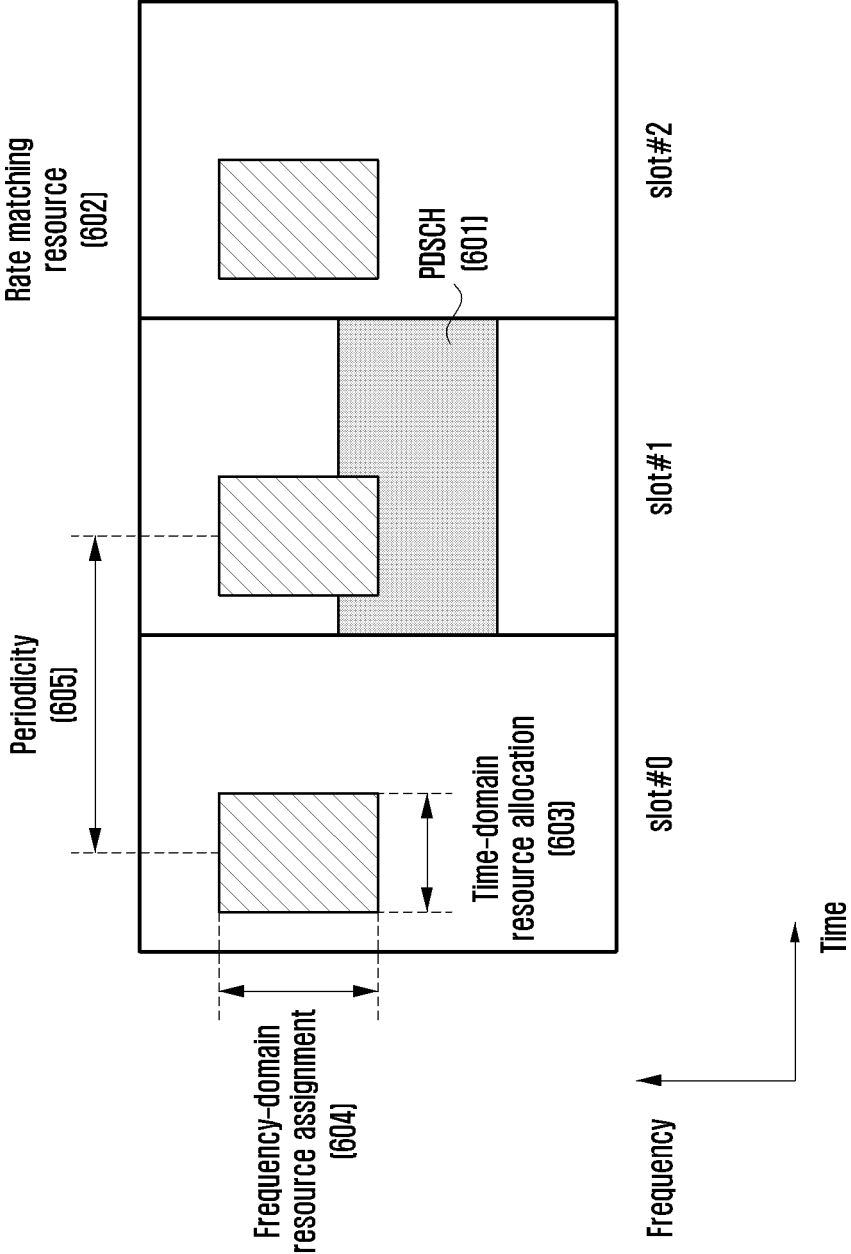 Rate matching
resource
(602)
Periodicity
(605)
PDSCH
(601)
Time-domain
resource allocation
(603)
Frequency-domain
resource assignment
(604)
slot#0
slot#1
slot#2
Frequency
Time